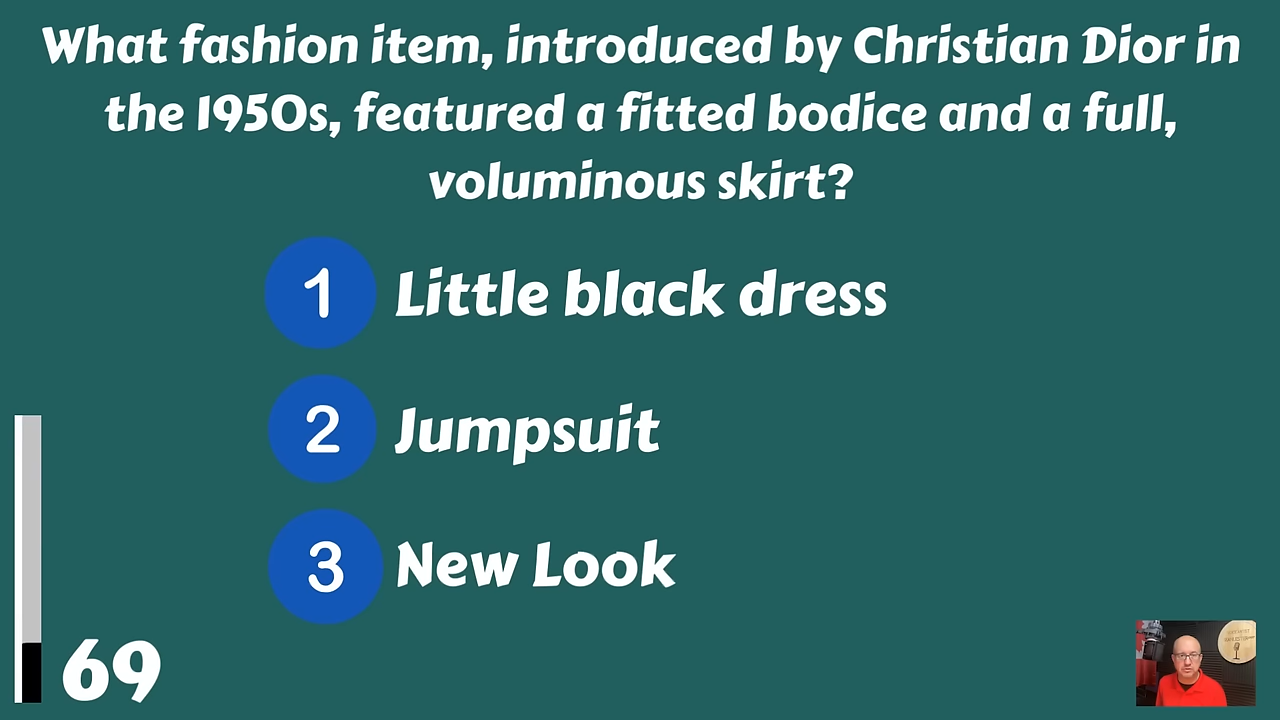 What fashion item, introduced by Christian Dior in
the 1950s, featured a fitted bodice and a full,
voluminous skirt?
1 Little black dress
2 Jumpsuit
3 New Look
69